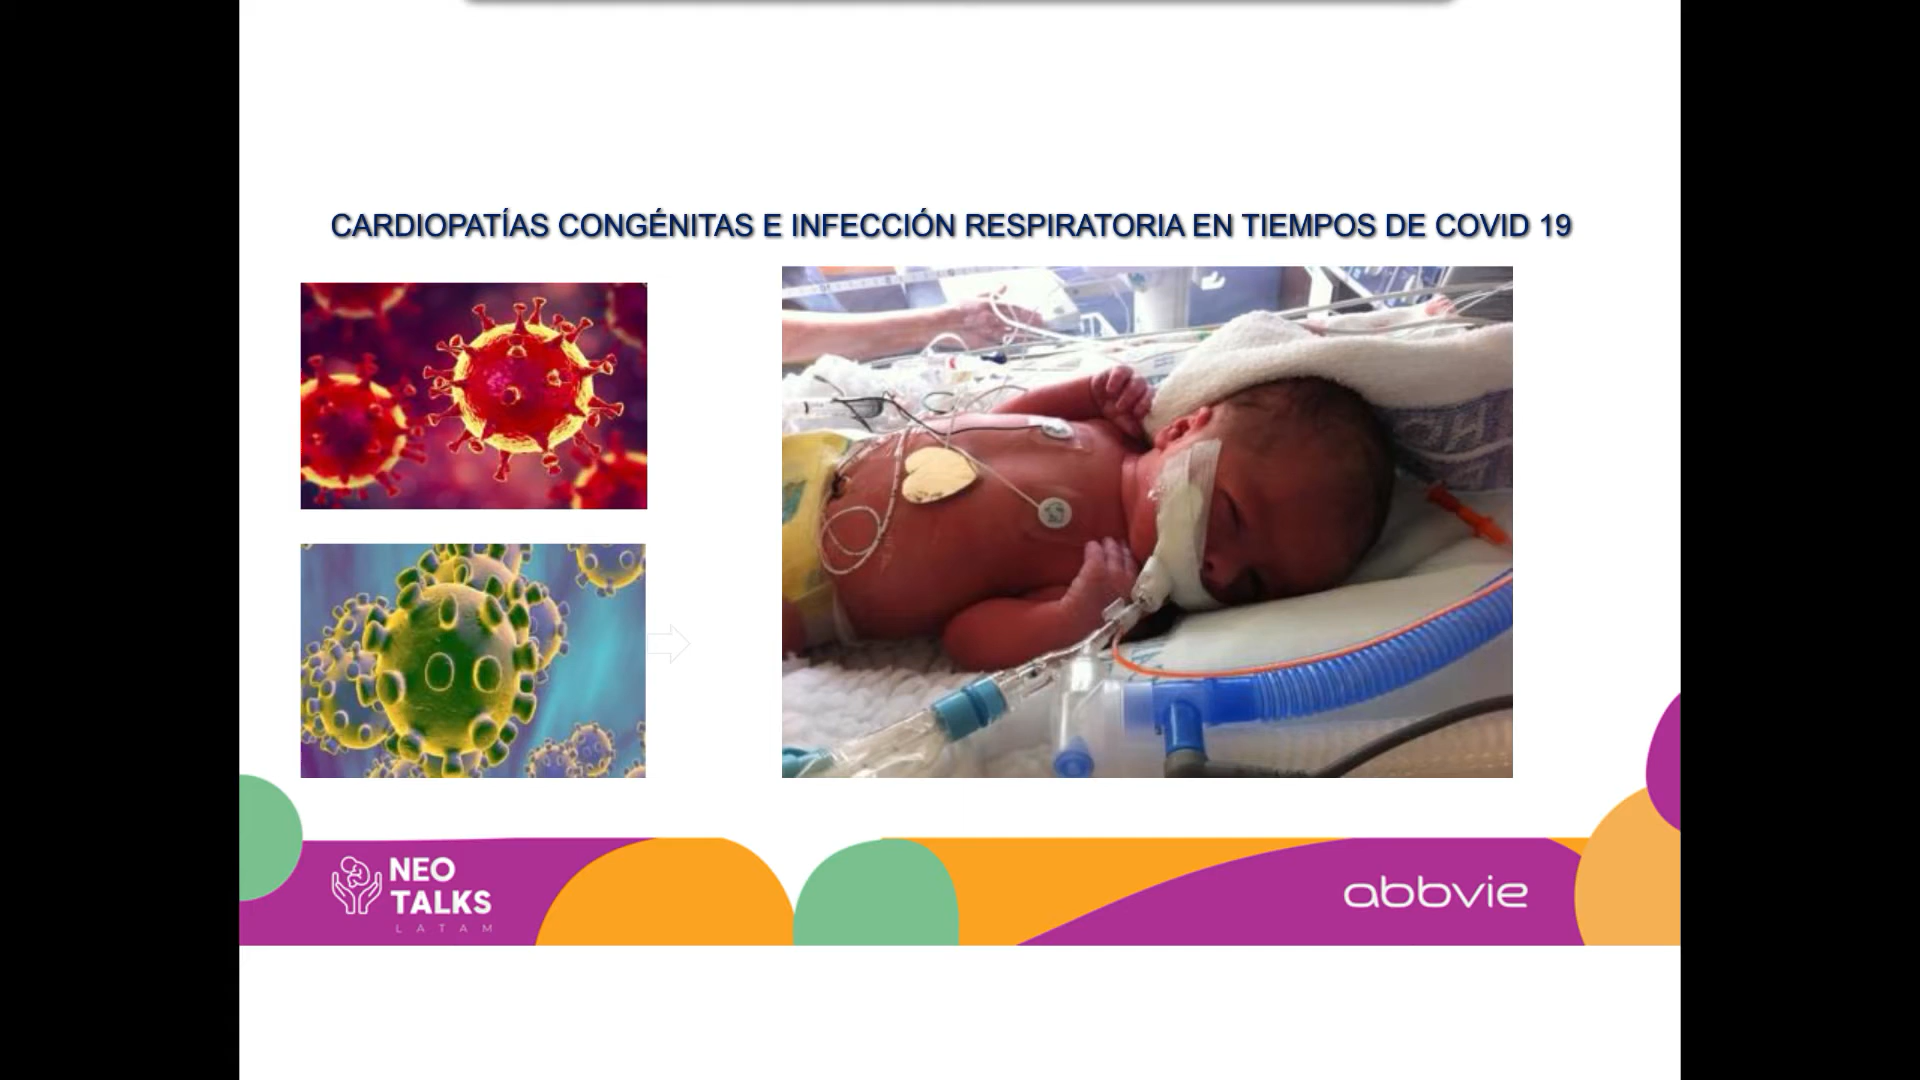 CARDIOPATÍAS CONGÉNITAS E INFECCIÓN RESPIRATORIA EN TIEMPOS DE COVID 19
NEO
TALKS
LATAM
abbvie